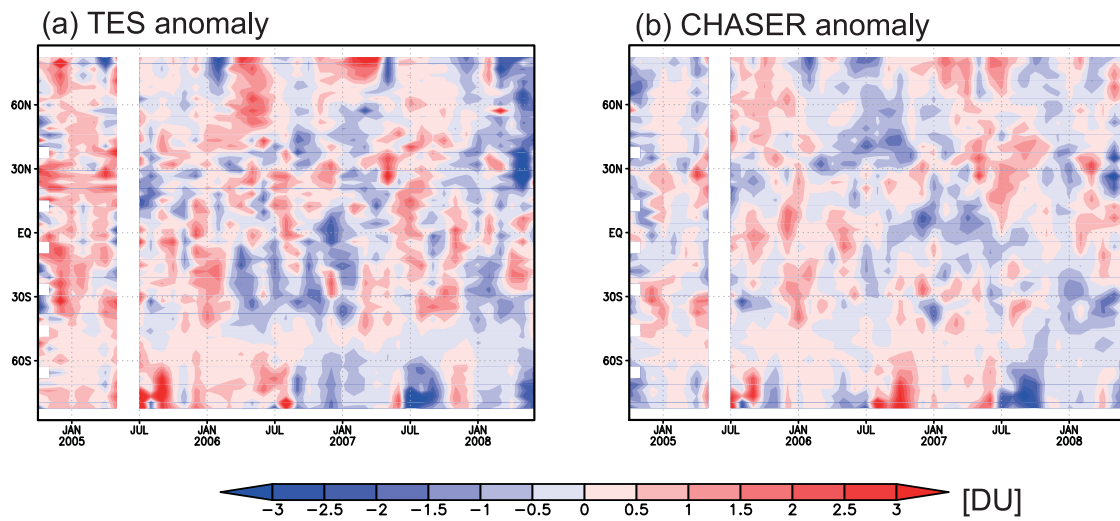 (a) TES anomaly
(b) CHASER anomaly
60N
30N
EQ
30S
60S
JAN 2005
JUL
JAN 2006
JUL
JAN 2007
JUL
JAN 2008
60N
30N
EQ
30S
60S
JAN 2005
JUL
JAN 2006
JUL
JAN 2007
JUL
JAN 2008
−3 −2.5 −2 −1.5 −1 −0.5 0 0.5 1 1.5 2 2.5 3 [DU]